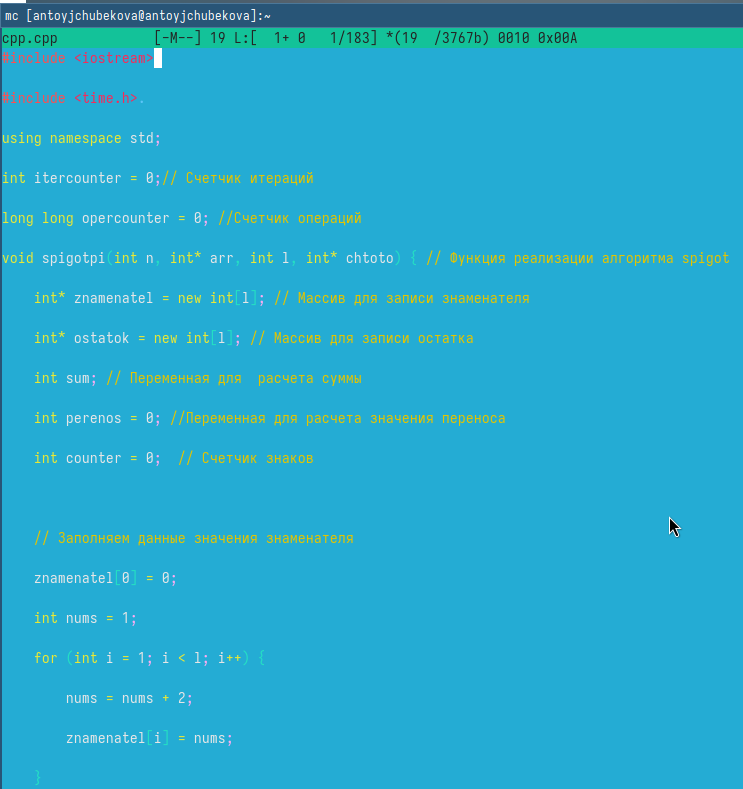 mc [antoyjchubekova@antoyjchubekova]:~
cpp.cpp [-M--] 19 L:[ 1+ 0 1/183] *(19 /3767b) 0010 0x00A
#include <iostream>
#include <time.h>.
using namespace std;
int itercounter = 0;// Счетчик итераций
long long opercounter = 0; //Счетчик операций
void spigotpi(int n, int* arr, int l, int* chtoto) { // Функция реализации алгоритма spigot
int* znamenatel = new int[l]; // Массив для записи знаменателя
int* ostatok = new int[l]; // Массив для записи остатка
int sum; // Переменная для  расчета суммы
int perenos = 0; //Переменная для расчета значения переноса
int counter = 0;  // Счетчик знаков
// Заполняем данные значения знаменателя
znamenatel[0] = 0;
int nums = 1;
for (int i = 1; i < l; i++) {
nums = nums + 2;
znamenatel[i] = nums;
}